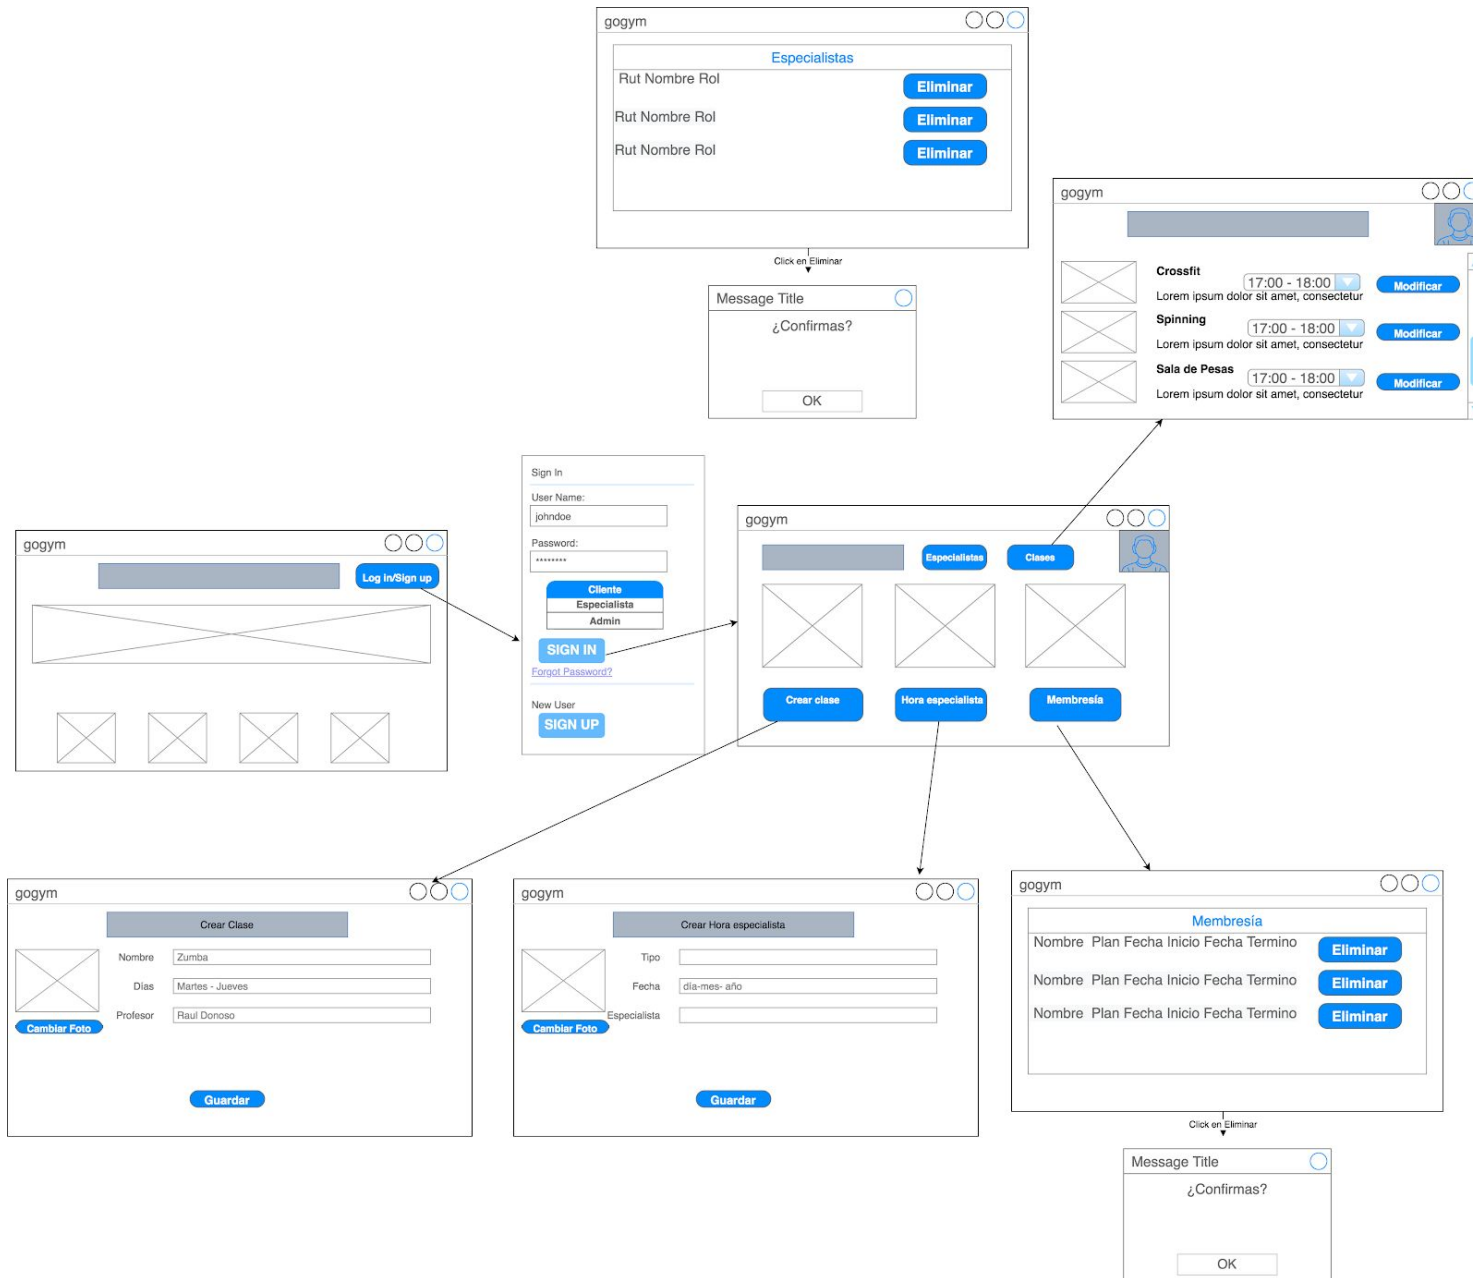 gogym
Especialistas
Rut Nombre Rol
Eliminar
Rut Nombre Rol
Eliminar
Rut Nombre Rol
Eliminar
Click en Eliminar
Message Title
¿Confirmas?
OK
gogym
Crossfit
17:00 - 18:00
Modificar
Lorem ipsum dolor sit amet, consectetur
Spinning
17:00 - 18:00
Modificar
Lorem ipsum dolor sit amet, consectetur
Sala de Pesas
17:00 - 18:00
Modificar
Lorem ipsum dolor sit amet, consectetur
gogym
Log in/Sign up
Sign In
User Name:
johndoe
Password:
********
Cliente
Especialista
Admin
SIGN IN
Forgot Password?
New User
SIGN UP
gogym
Especialistas
Clases
Crear clase
Hora especialista
Membresía
gogym
Crear Clase
Nombre
Zumba
Días
Martes - Jueves
Profesor
Raul Donoso
Cambiar Foto
Guardar
gogym
Crear Hora especialista
Tipo
Fecha
día-mes- año
Especialista
Cambiar Foto
Guardar
gogym
Membresía
Nombre Plan Fecha Inicio Fecha Termino
Eliminar
Nombre Plan Fecha Inicio Fecha Termino
Eliminar
Nombre Plan Fecha Inicio Fecha Termino
Eliminar
Click en Eliminar
Message Title
¿Confirmas?
OK